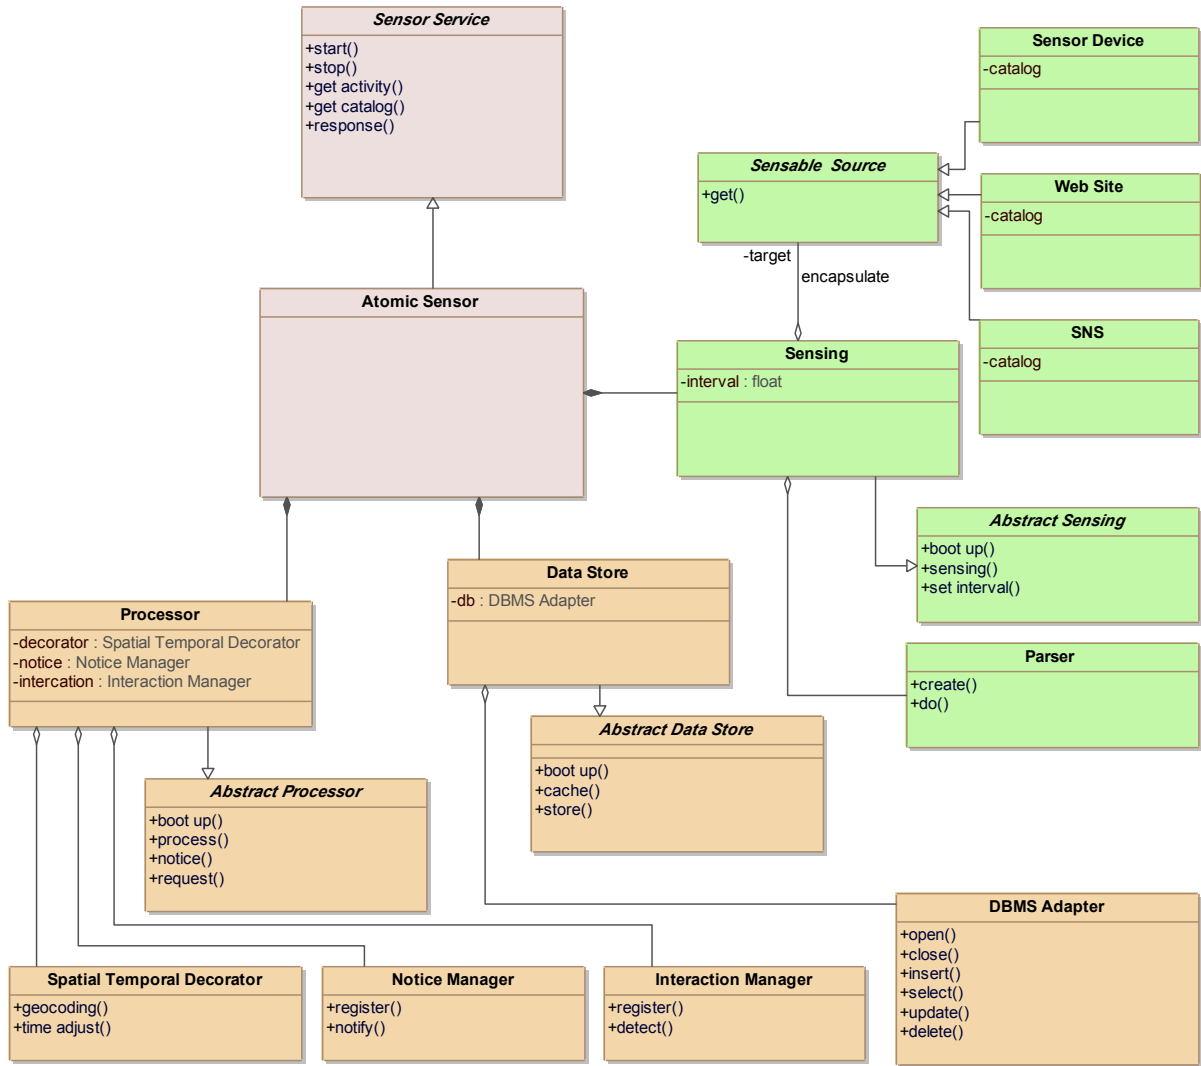 Sensor Service
+start()
+stop()
+get activity()
+get catalog()
+response()
Sensor Device
-catalog
Sensable Source
+get()
Web Site
-catalog
-target
encapsulate
SNS
-catalog
Atomic Sensor
Sensing
-interval : float
Abstract Sensing
+boot up()
+sensing()
+set interval()
Data Store
-db : DBMS Adapter
Processor
-decorator : Spatial Temporal Decorator
-notice : Notice Manager
-intercation : Interaction Manager
Parser
+create()
+do()
Abstract Data Store
+boot up()
+cache()
+store()
Abstract Processor
+boot up()
+process()
+notice()
+request()
DBMS Adapter
+open()
+close()
+insert()
+select()
+update()
+delete()
Spatial Temporal Decorator
+geocoding()
+time adjust()
Notice Manager
+register()
+notify()
Interaction Manager
+register()
+detect()